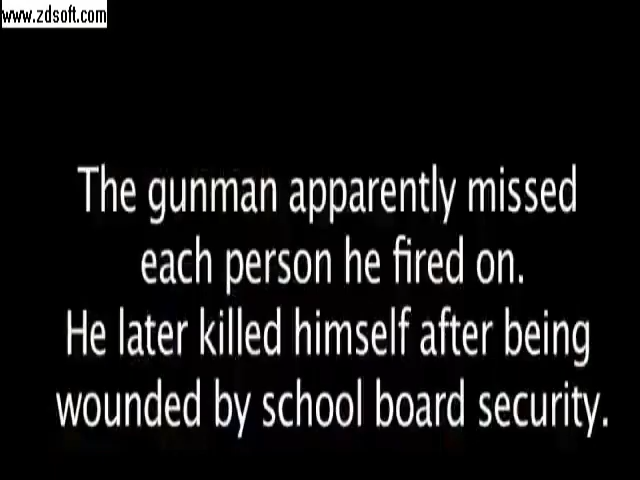 www.zdsoft.com
The gunman apparently missed
each person he fired on.
He later killed himself after being
wounded by school board security.